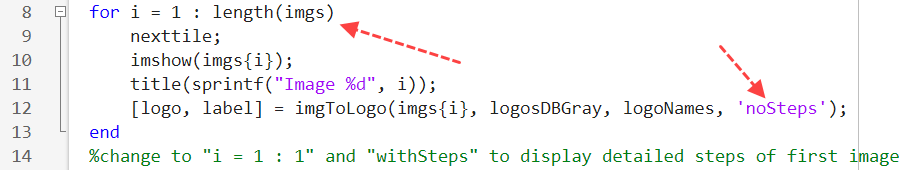 8 for i = 1 : length(imgs)
9 nexttile;
10 imshow(imgs{i});
11 title(sprintf("Image %d", i));
12 [logo, label] = imgToLogo(imgs{i}, logosDBGray, logoNames, 'noSteps');
13 end
14 %change to "i = 1 : 1" and "withSteps" to display detailed steps of first image